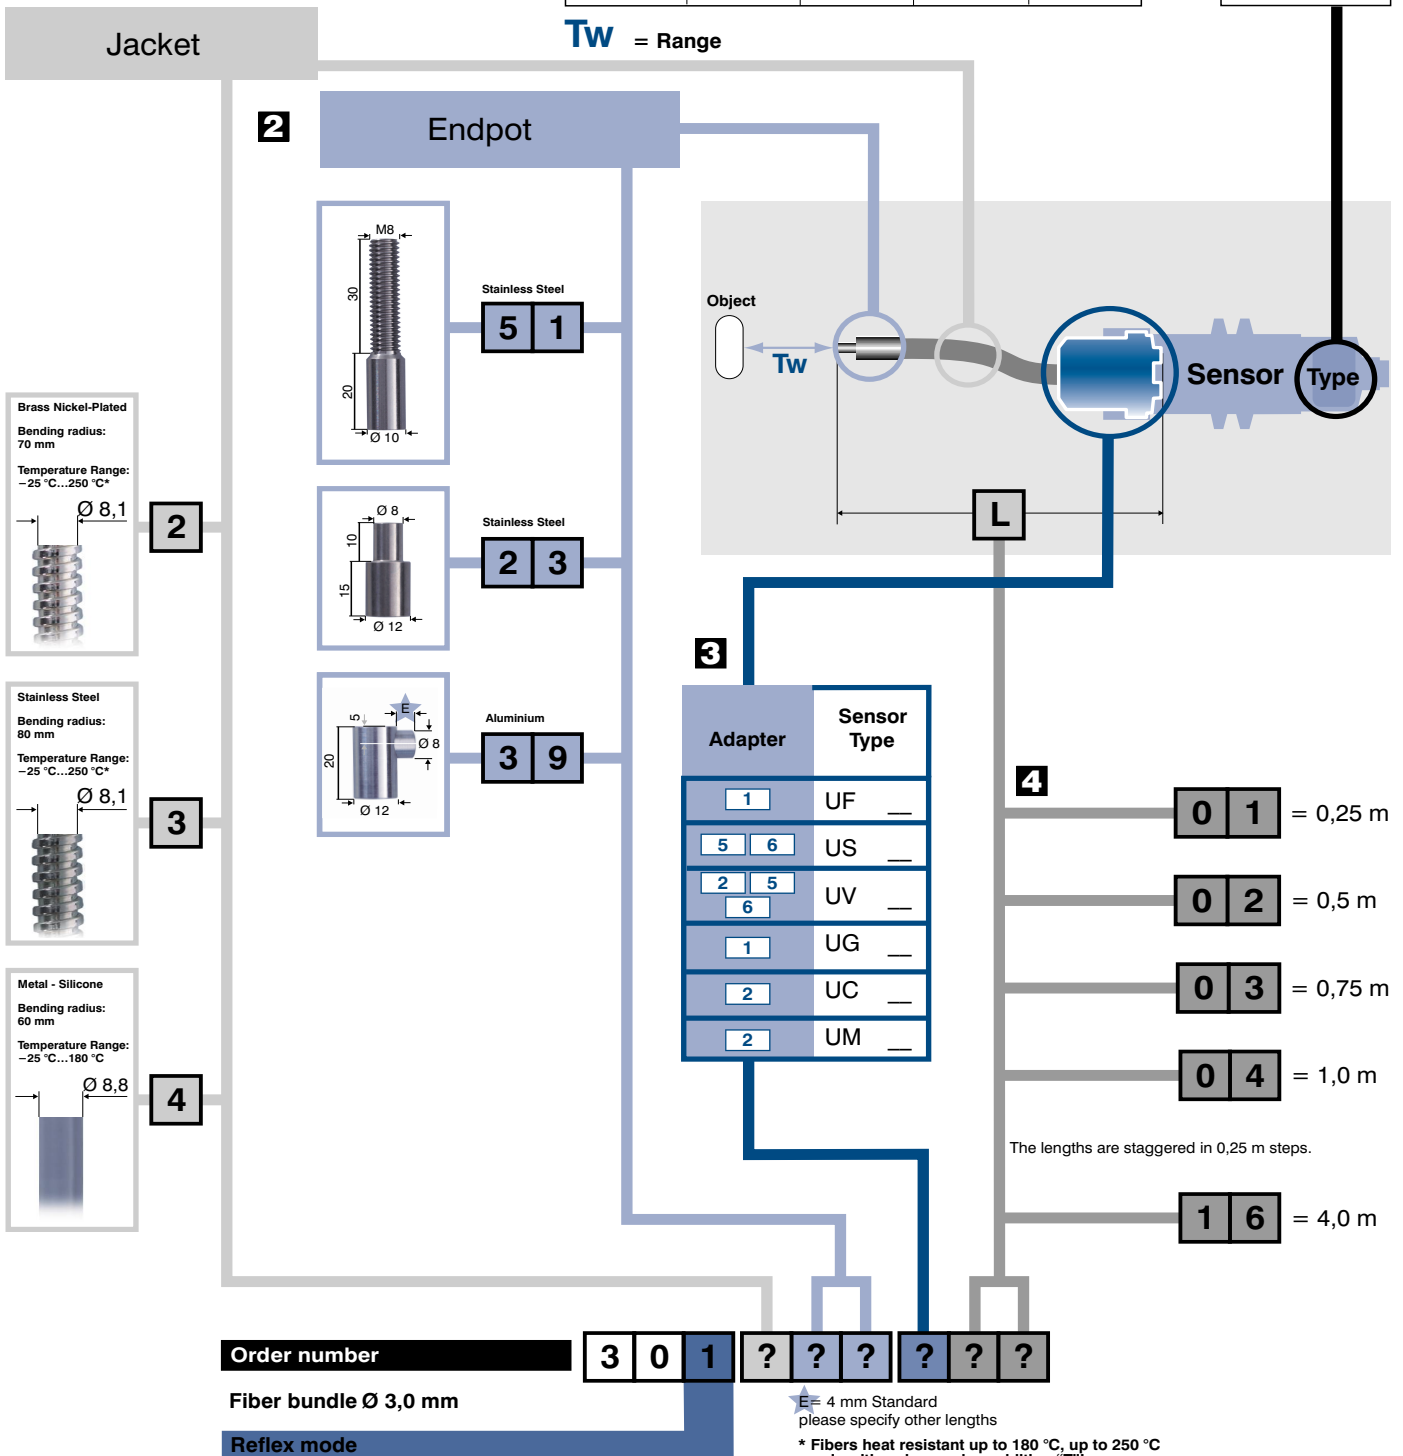 Jacket
Tw = Range
2
Endpot
M8
30
20
Ø 10
Stainless Steel
5 1
Object
Tw
Sensor
Type
L
Brass Nickel-Plated
Bending radius:
70 mm
Temperature Range:
−25 °C...250 °C*
Ø 8,1
2
Ø 8
10
15
Ø 12
Stainless Steel
2 3
3
Stainless Steel
Bending radius:
80 mm
Temperature Range:
−25 °C...250 °C*
Ø 8,1
3
5
E
20
Ø 8
Ø 12
Aluminium
3 9
Adapter
Sensor
Type
1 UF __
5 6 US __
2 5
6 UV __
1 UG __
2 UC __
2 UM __
4
0 1 = 0,25 m
0 2 = 0,5 m
0 3 = 0,75 m
0 4 = 1,0 m
The lengths are staggered in 0,25 m steps.
1 6 = 4,0 m
Metal - Silicone
Bending radius:
60 mm
Temperature Range:
−25 °C...180 °C
Ø 8,8
4
Order number
3 0 1 ? ? ? ? ? ?
Fiber bundle Ø 3,0 mm
E= 4 mm Standard
please specify other lengths
Reflex mode
* Fibers heat resistant up to 180 °C, up to 250 °C